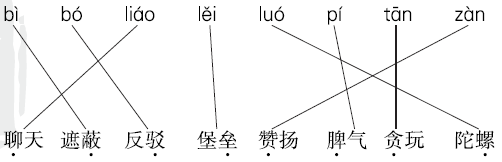 bì bó liáo lěi luó pí tān zàn
聊天 遮蔽 反驳 堡垒 赞扬 脾气 贪玩 陀螺